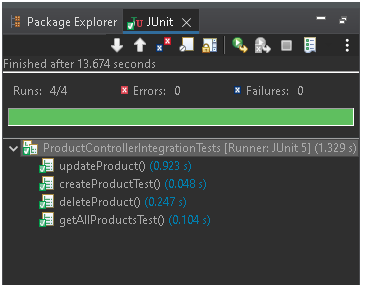 Package Explorer JUnit
Finished after 13.674 seconds
Runs: 4/4 Errors: 0 Failures: 0
ProductControllerIntegrationTests [Runner: JUnit 5] (1.329 s)
updateProduct() (0.923 s)
createProductTest() (0.048 s)
deleteProduct() (0.247 s)
getAllProductsTest() (0.104 s)